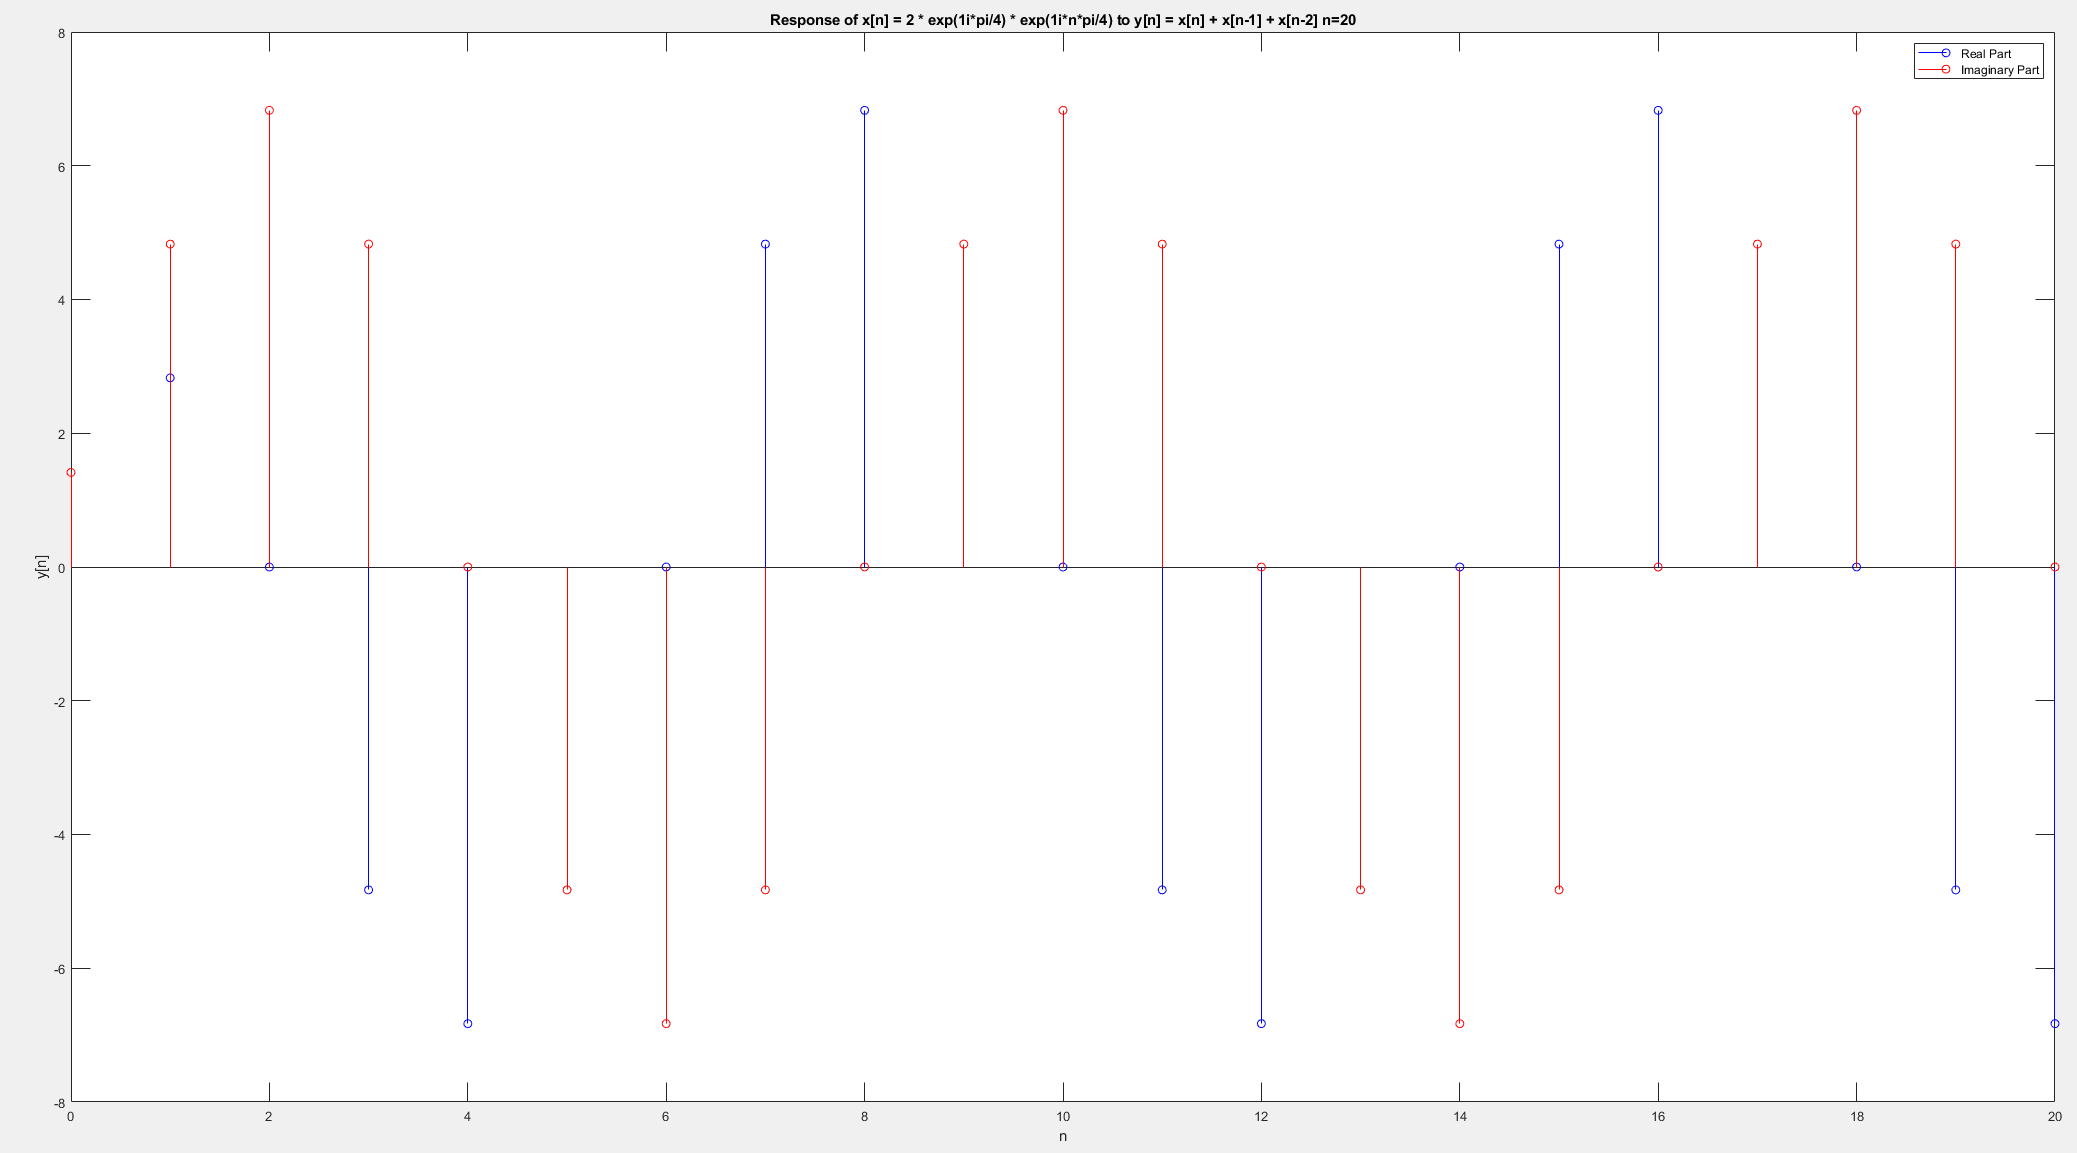 Response of x[n] = 2 * exp(1i*pi/4) * exp(1i*n*pi/4) to y[n] = x[n] + x[n-1] + x[n-2] n=20
Real Part
Imaginary Part
8
6
4
2
0
-2
-4
-6
-8
y[n]
0 2 4 6 8 10 12 14 16 18 20
n